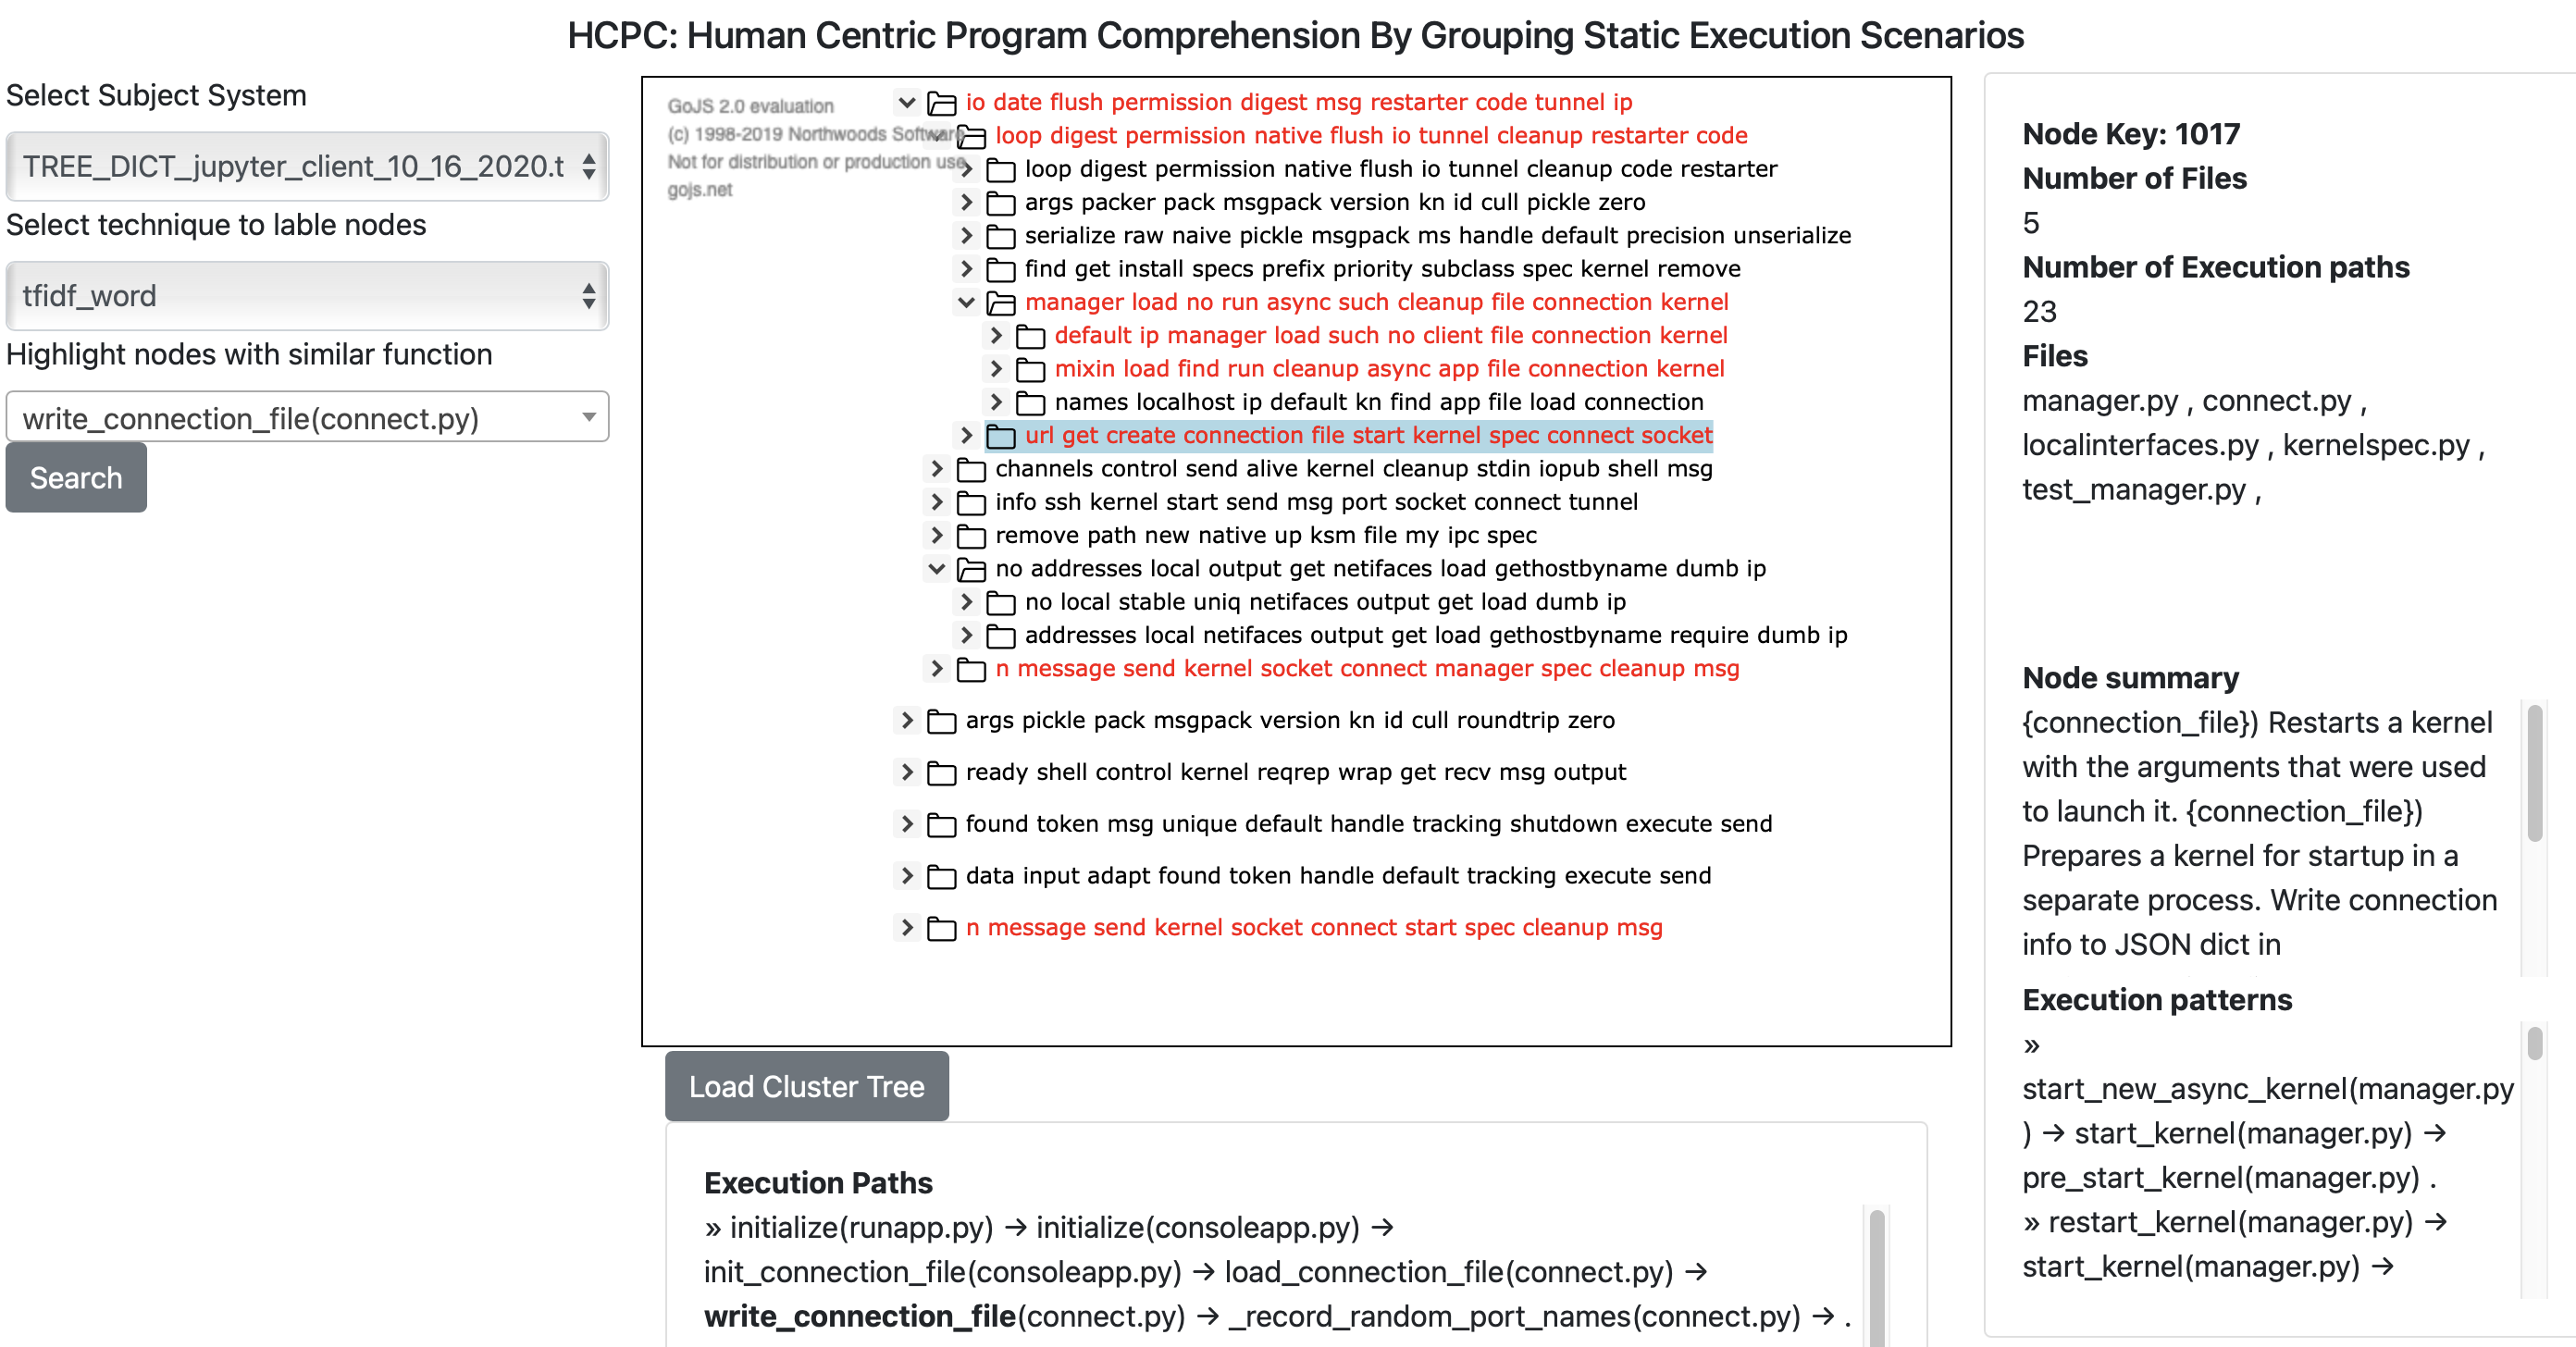 HCPC: Human Centric Program Comprehension By Grouping Static Execution Scenarios
Select Subject System
TREE_DICT_jupyter_client_10_16_2020.t
Select technique to lable nodes
tfidf_word
Highlight nodes with similar function
write_connection_file(connect.py)
Search
GoJS 2.0 evaluation
(c) 1998-2019 Northwoods Software
Not for distribution or production use
gojs.net
io date flush permission digest msg restarter code tunnel ip
loop digest permission native flush io tunnel cleanup restarter code
loop digest permission native flush io tunnel cleanup code restarter
args packer pack msgpack version kn id cull pickle zero
serialize raw naive pickle msgpack ms handle default precision unserialize
find get install specs prefix priority subclass spec kernel remove
manager load no run async such cleanup file connection kernel
default ip manager load such no client file connection kernel
mixin load find run cleanup async app file connection kernel
names localhost ip default kn find app file load connection
url get create connection file start kernel spec connect socket
channels control send alive kernel cleanup stdin iopub shell msg
info ssh kernel start send msg port socket connect tunnel
remove path new native up ksm file my ipc spec
no addresses local output get netifaces load gethostbyname dumb ip
no local stable uniq netifaces output get load dumb ip
addresses local netifaces output get load gethostbyname require dumb ip
n message send kernel socket connect manager spec cleanup msg
args pickle pack msgpack version kn id cull roundtrip zero
ready shell control kernel reqrep wrap get recv msg output
found token msg unique default handle tracking shutdown execute send
data input adapt found token handle default tracking execute send
n message send kernel socket connect start spec cleanup msg
Load Cluster Tree
Execution Paths
» initialize(runapp.py) → initialize(consoleapp.py) →
init_connection_file(consoleapp.py) → load_connection_file(connect.py) →
write_connection_file(connect.py) → _record_random_port_names(connect.py) → .
Node Key: 1017
Number of Files
5
Number of Execution paths
23
Files
manager.py , connect.py ,
localinterfaces.py , kernelspec.py ,
test_manager.py ,
Node summary
{connection_file}) Restarts a kernel
with the arguments that were used
to launch it. {connection_file})
Prepares a kernel for startup in a
separate process. Write connection
info to JSON dict in
Execution patterns
»
start_new_async_kernel(manager.py
) → start_kernel(manager.py) →
pre_start_kernel(manager.py) .
» restart_kernel(manager.py) →
start_kernel(manager.py) →